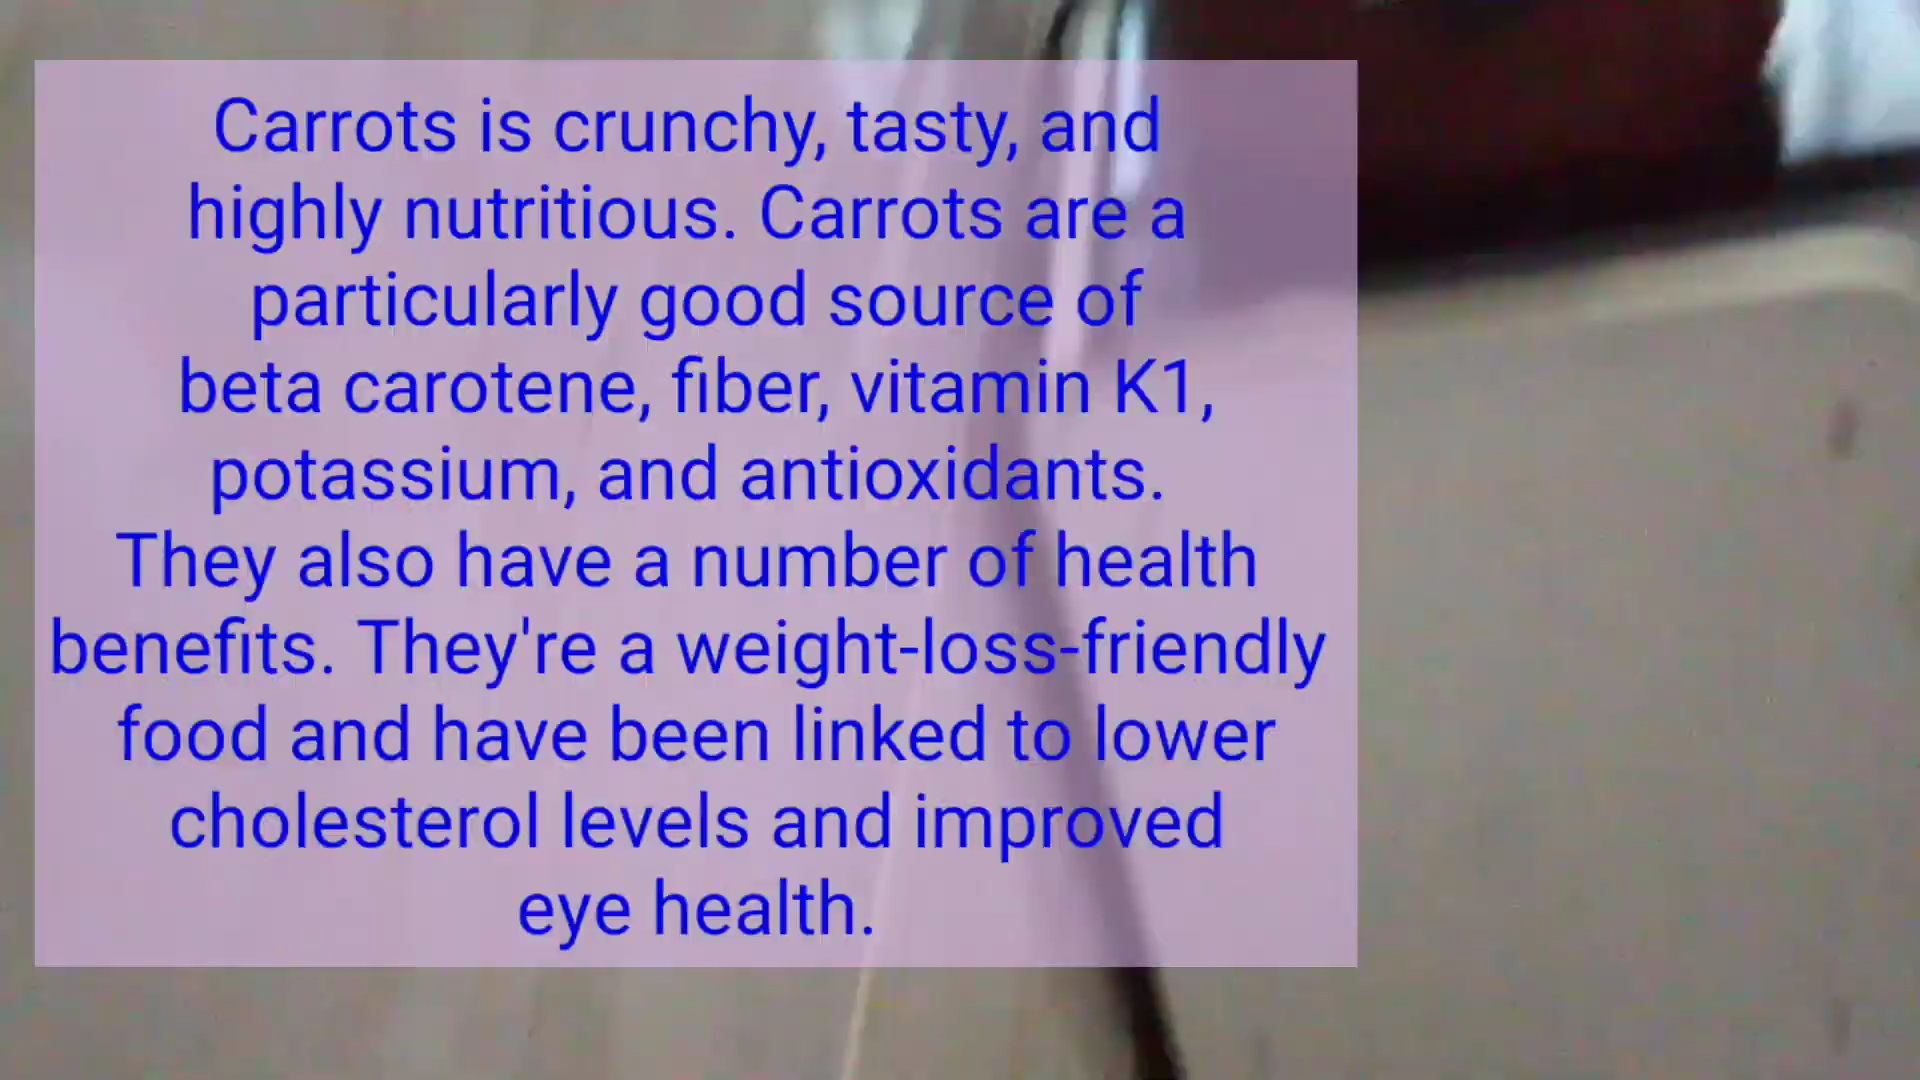 Carrots is crunchy, tasty, and
highly nutritious. Carrots are a
particularly good source of
beta carotene, fiber, vitamin K1,
potassium, and antioxidants.
They also have a number of health
benefits. They're a weight-loss-friendly
food and have been linked to lower
cholesterol levels and improved
eye health.